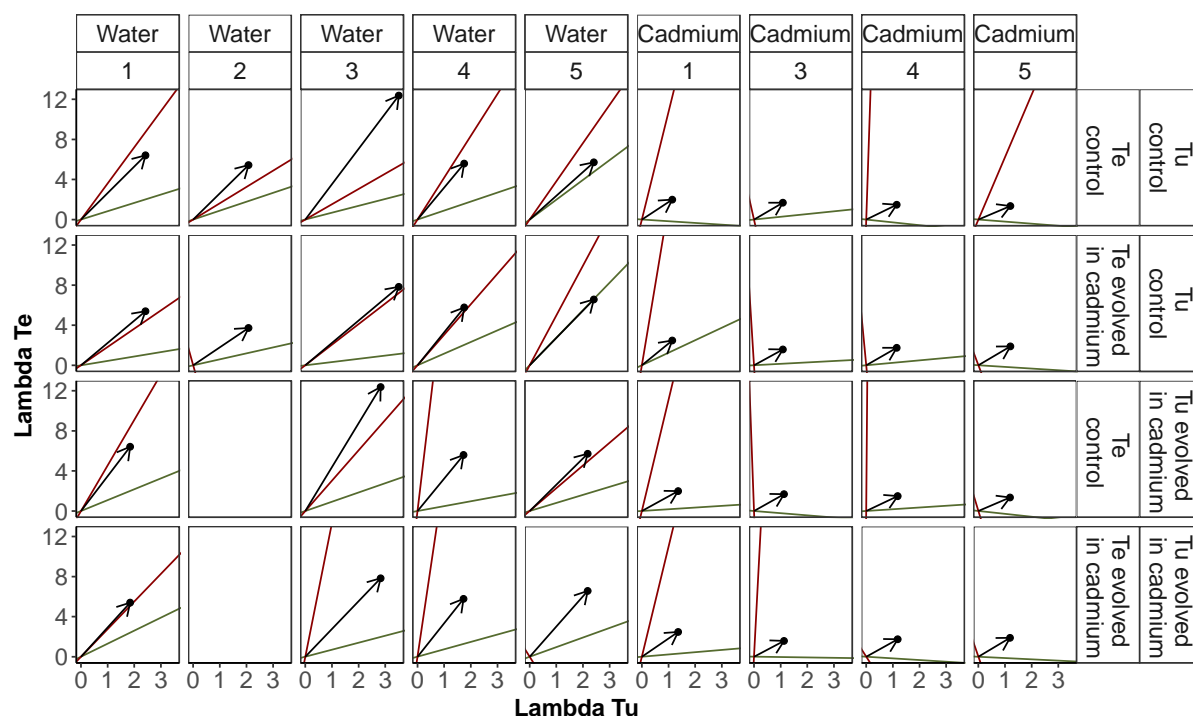 Water Water Water Water Water Cadmium Cadmium Cadmium Cadmium
1 2 3 4 5 1 3 4 5
12
8
4
0
Te control
Tu control
12
8
4
0
Te evolved in cadmium
Tu control
12
8
4
0
Te control
Tu evolved in cadmium
12
8
4
0
Te evolved in cadmium
Tu evolved in cadmium
Lambda Te
0 1 2 3 0 1 2 3 0 1 2 3 0 1 2 3 0 1 2 3 0 1 2 3 0 1 2 3 0 1 2 3 0 1 2 3
Lambda Tu